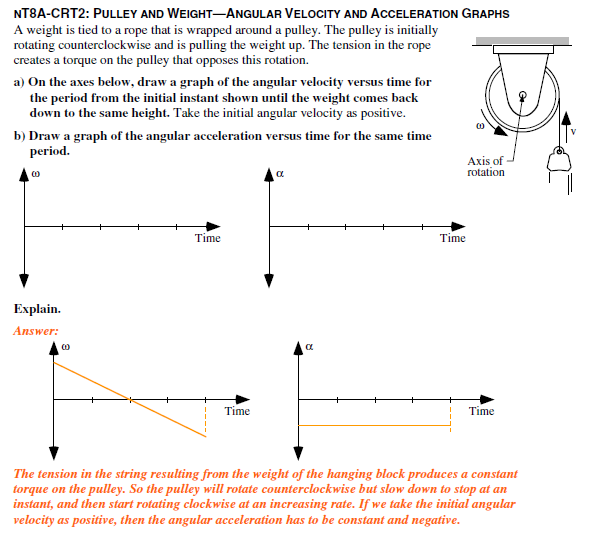 NT8A-CRT2: PULLEY AND WEIGHT—ANGULAR VELOCITY AND ACCELERATION GRAPHS
A weight is tied to a rope that is wrapped around a pulley. The pulley is initially
rotating counterclockwise and is pulling the weight up. The tension in the rope
creates a torque on the pulley that opposes this rotation.
a) On the axes below, draw a graph of the angular velocity versus time for
the period from the initial instant shown until the weight comes back
down to the same height. Take the initial angular velocity as positive.
b) Draw a graph of the angular acceleration versus time for the same time
period.
ω
v
Axis of
rotation
ω
α
Time
Time
Explain.
Answer:
ω
α
Time
Time
The tension in the string resulting from the weight of the hanging block produces a constant
torque on the pulley. So the pulley will rotate counterclockwise but slow down to stop at an
instant, and then start rotating clockwise at an increasing rate. If we take the initial angular
velocity as positive, then the angular acceleration has to be constant and negative.